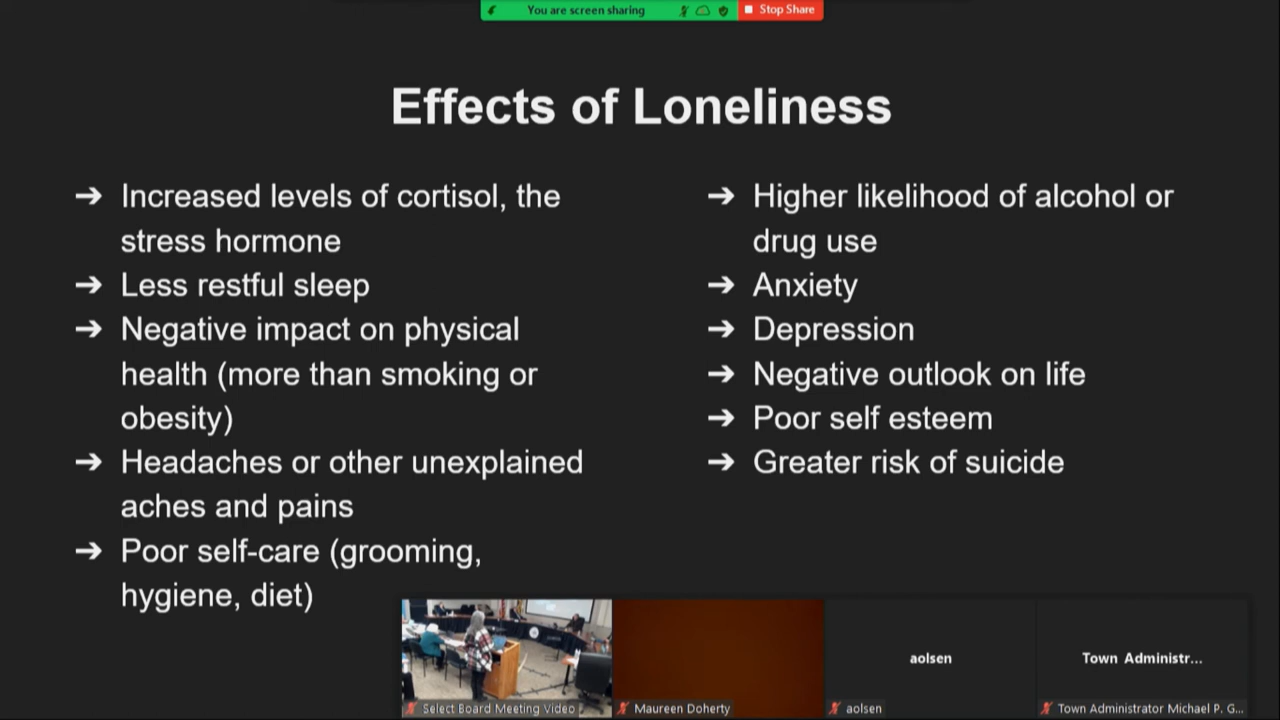 You are screen sharing
Stop Share
Effects of Loneliness
➔ Increased levels of cortisol, the
stress hormone
➔ Less restful sleep
➔ Negative impact on physical
health (more than smoking or
obesity)
➔ Headaches or other unexplained
aches and pains
➔ Poor self-care (grooming,
hygiene, diet)
➔ Higher likelihood of alcohol or
drug use
➔ Anxiety
➔ Depression
➔ Negative outlook on life
➔ Poor self esteem
➔ Greater risk of suicide
aolsen
Town Administr...
Select Board Meeting Video
Maureen Doherty
aolsen
Town Administrator Michael P. G...